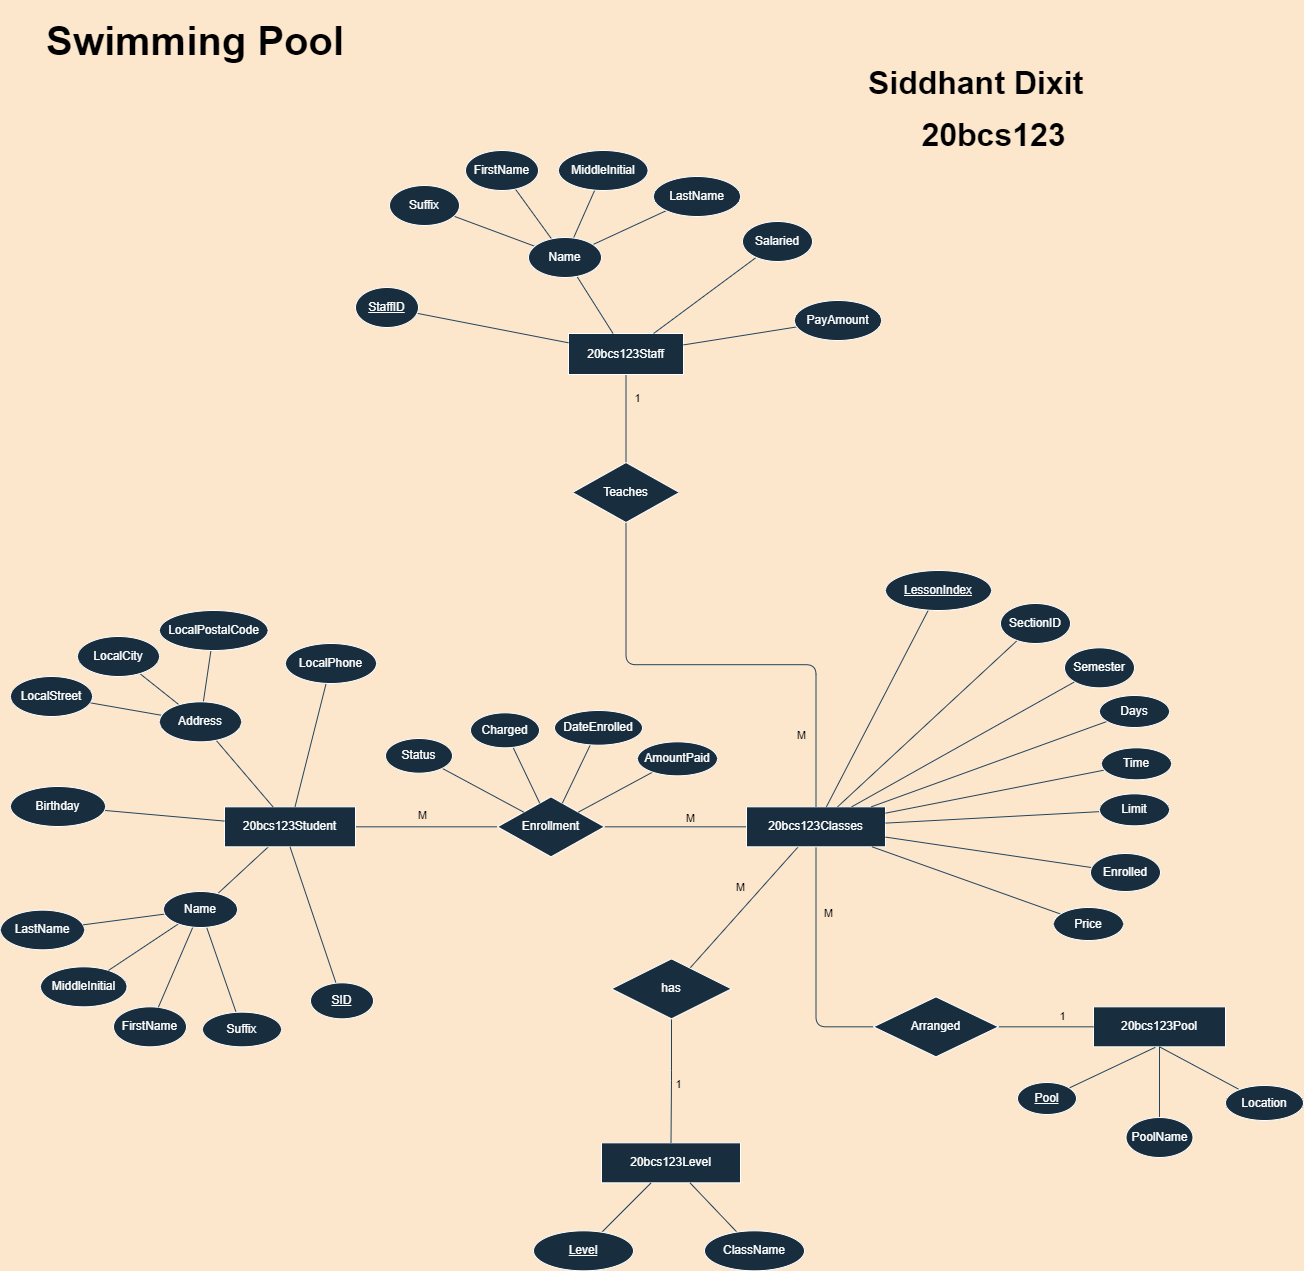 Swimming Pool
Siddhant Dixit
20bcs123
FirstName
MiddleInitial
LastName
Suffix
Salaried
Name
StaffID
PayAmount
20bcs123Staff
1
Teaches
LessonIndex
SectionID
LocalPostalCode
LocalCity
LocalPhone
Semester
LocalStreet
Address
Days
Charged
DateEnrolled
M
Status
AmountPaid
Time
Birthday
Limit
M
M
20bcs123Student
Enrollment
20bcs123Classes
Enrolled
M
Name
M
LastName
Price
MiddleInitial
has
SID
FirstName
Suffix
1
Arranged
20bcs123Pool
1
Pool
Location
PoolName
20bcs123Level
Level
ClassName